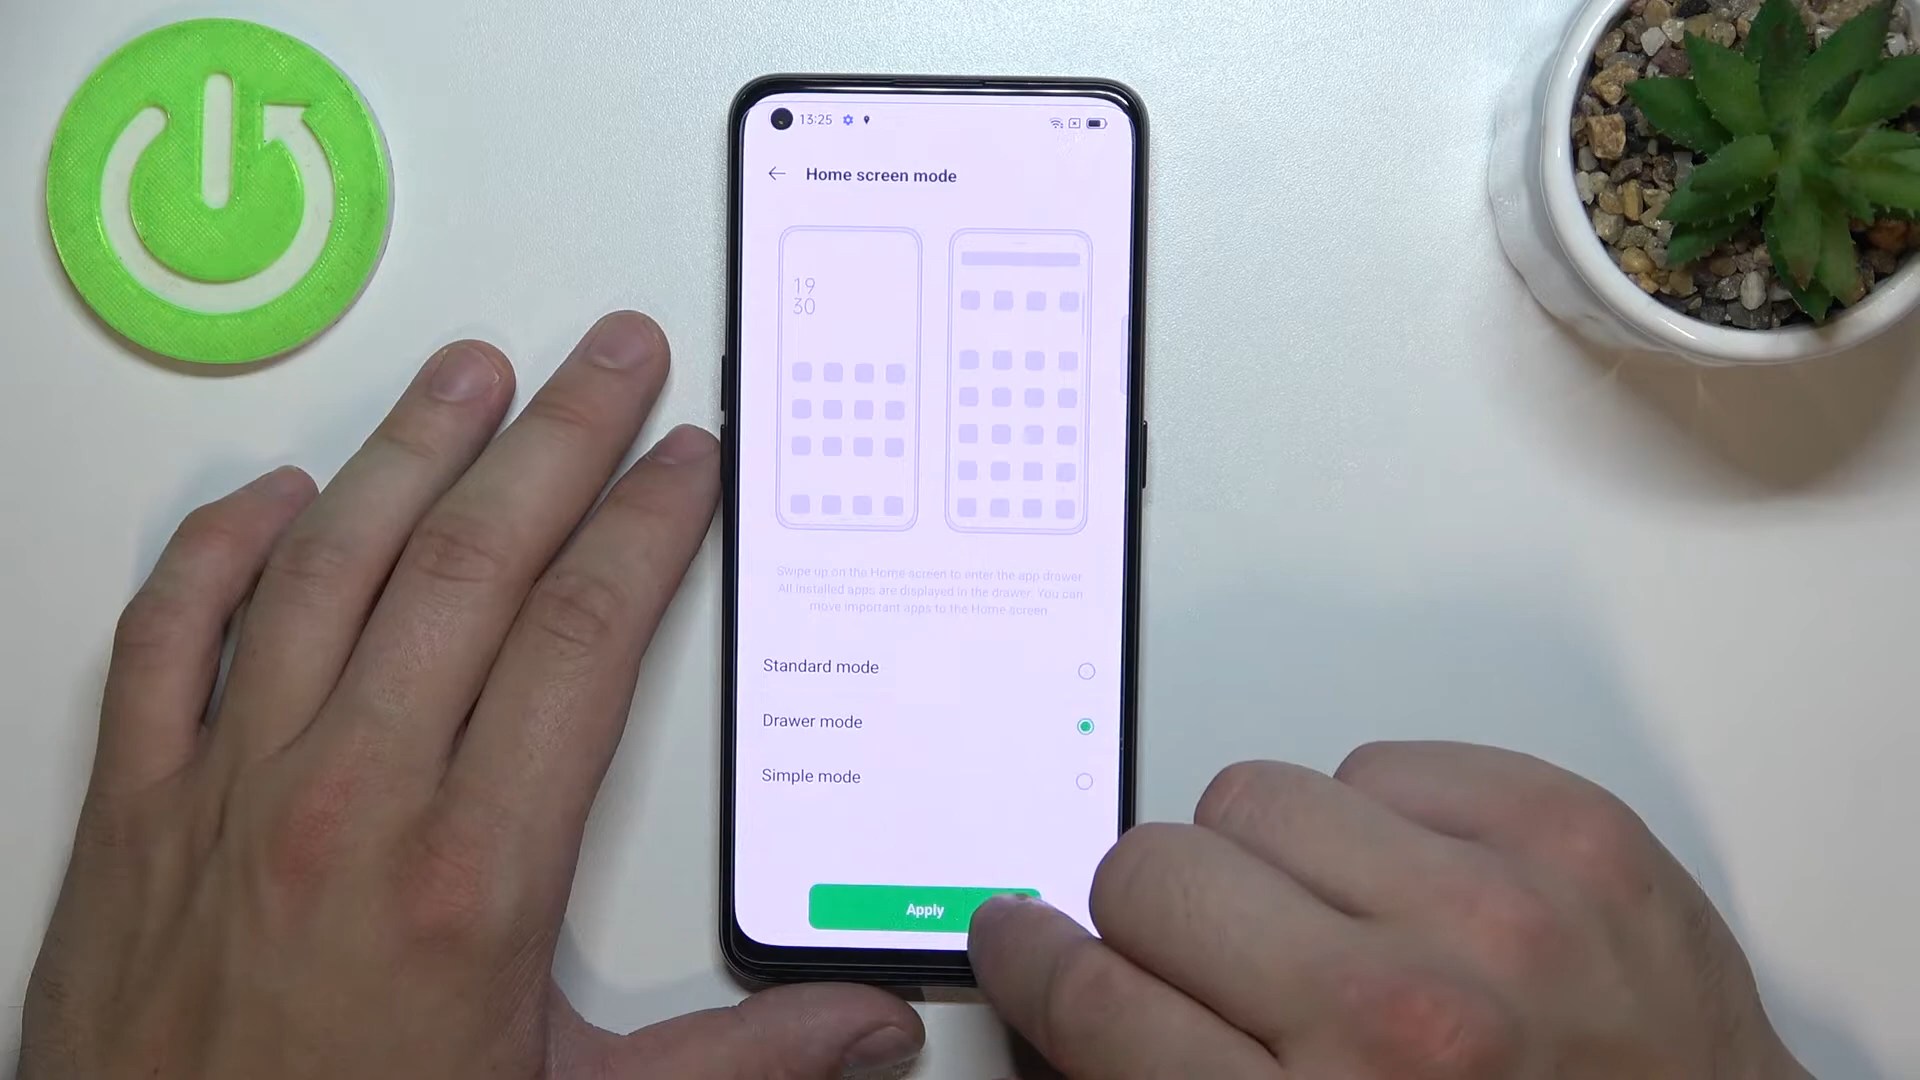 13:25
Home screen mode
19
30
Swipe up on the Home screen to enter the app drawer
All installed apps are displayed in the drawer. You can
move important apps to the Home screen.
Standard mode
Drawer mode
Simple mode
Apply